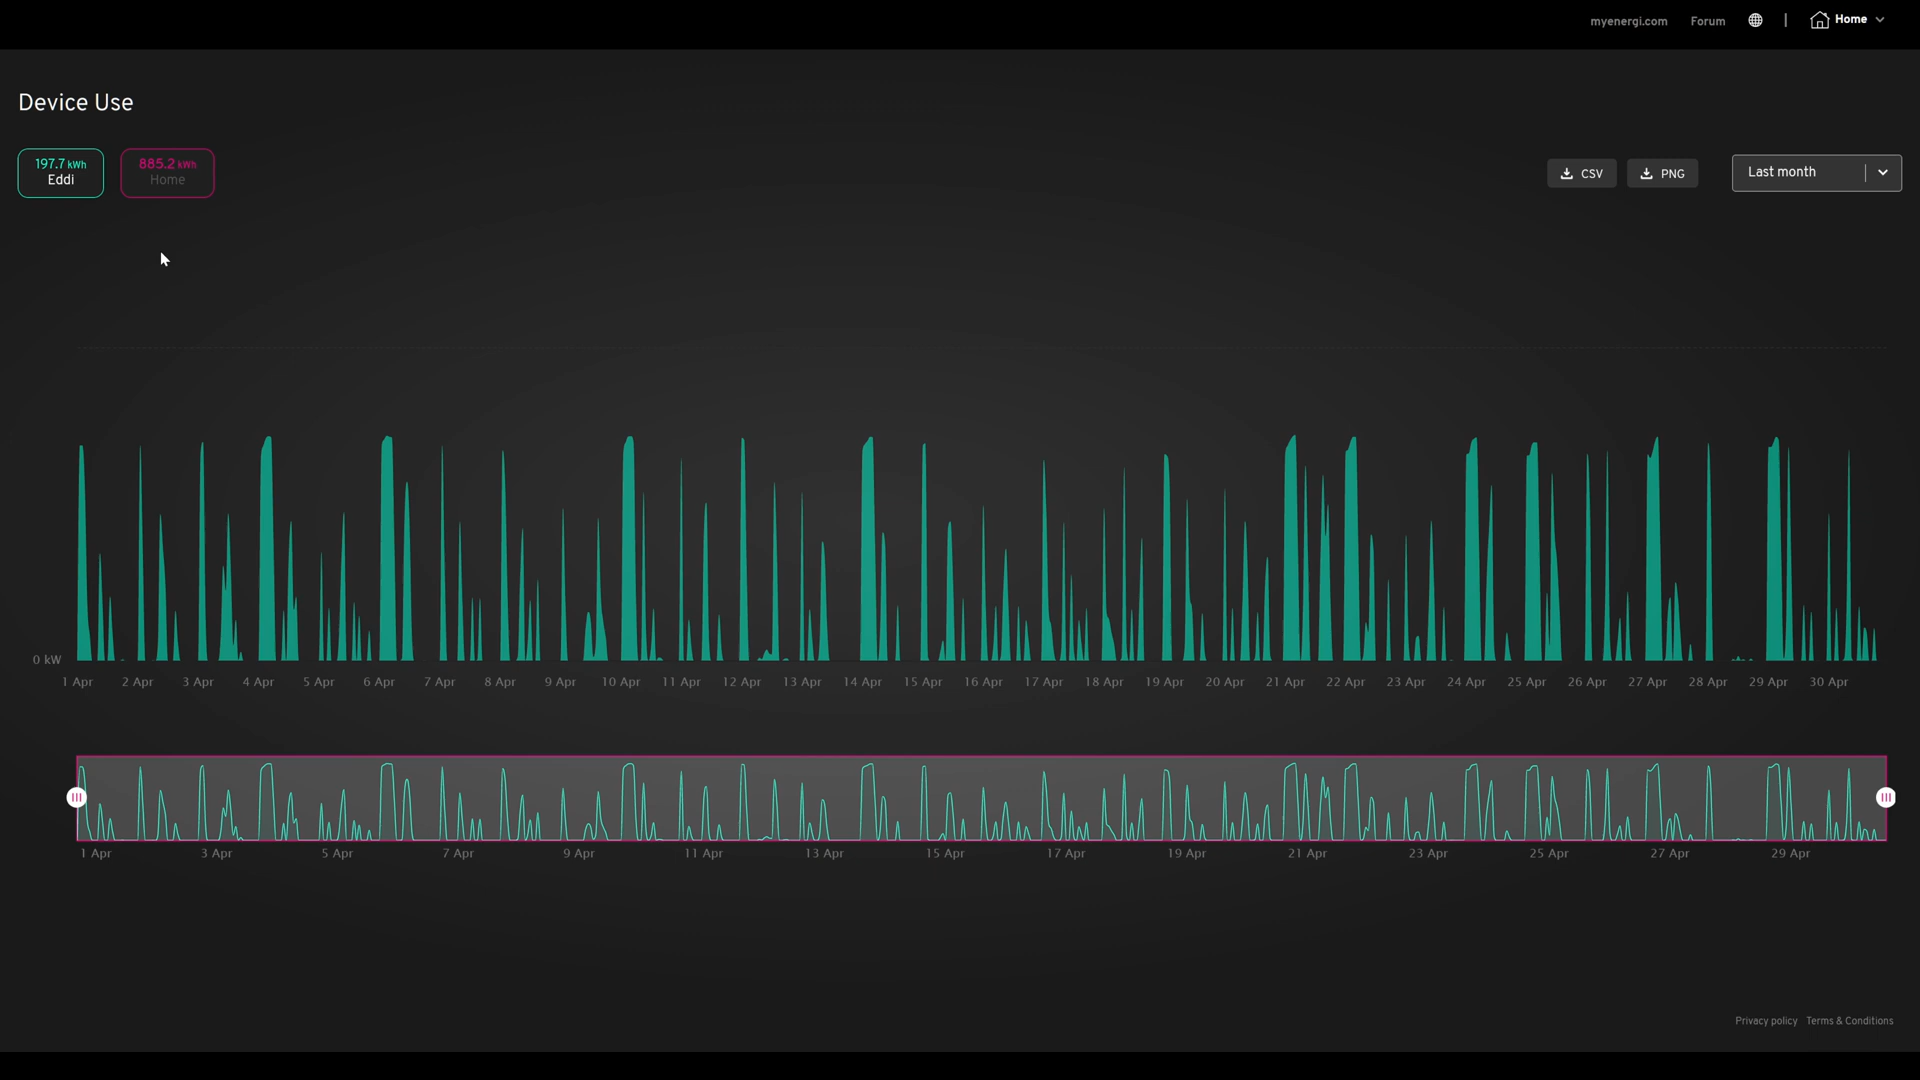 myenergi.com Forum | Home
Device Use
197.7 kWh
Eddi
885.2 kWh
Home
CSV
PNG
Last month
0 kW
1 Apr 2 Apr 3 Apr 4 Apr 5 Apr 6 Apr 7 Apr 8 Apr 9 Apr 10 Apr 11 Apr 12 Apr 13 Apr 14 Apr 15 Apr 16 Apr 17 Apr 18 Apr 19 Apr 20 Apr 21 Apr 22 Apr 23 Apr 24 Apr 25 Apr 26 Apr 27 Apr 28 Apr 29 Apr 30 Apr
1 Apr 3 Apr 5 Apr 7 Apr 9 Apr 11 Apr 13 Apr 15 Apr 17 Apr 19 Apr 21 Apr 23 Apr 25 Apr 27 Apr 29 Apr
Privacy policy Terms & Conditions